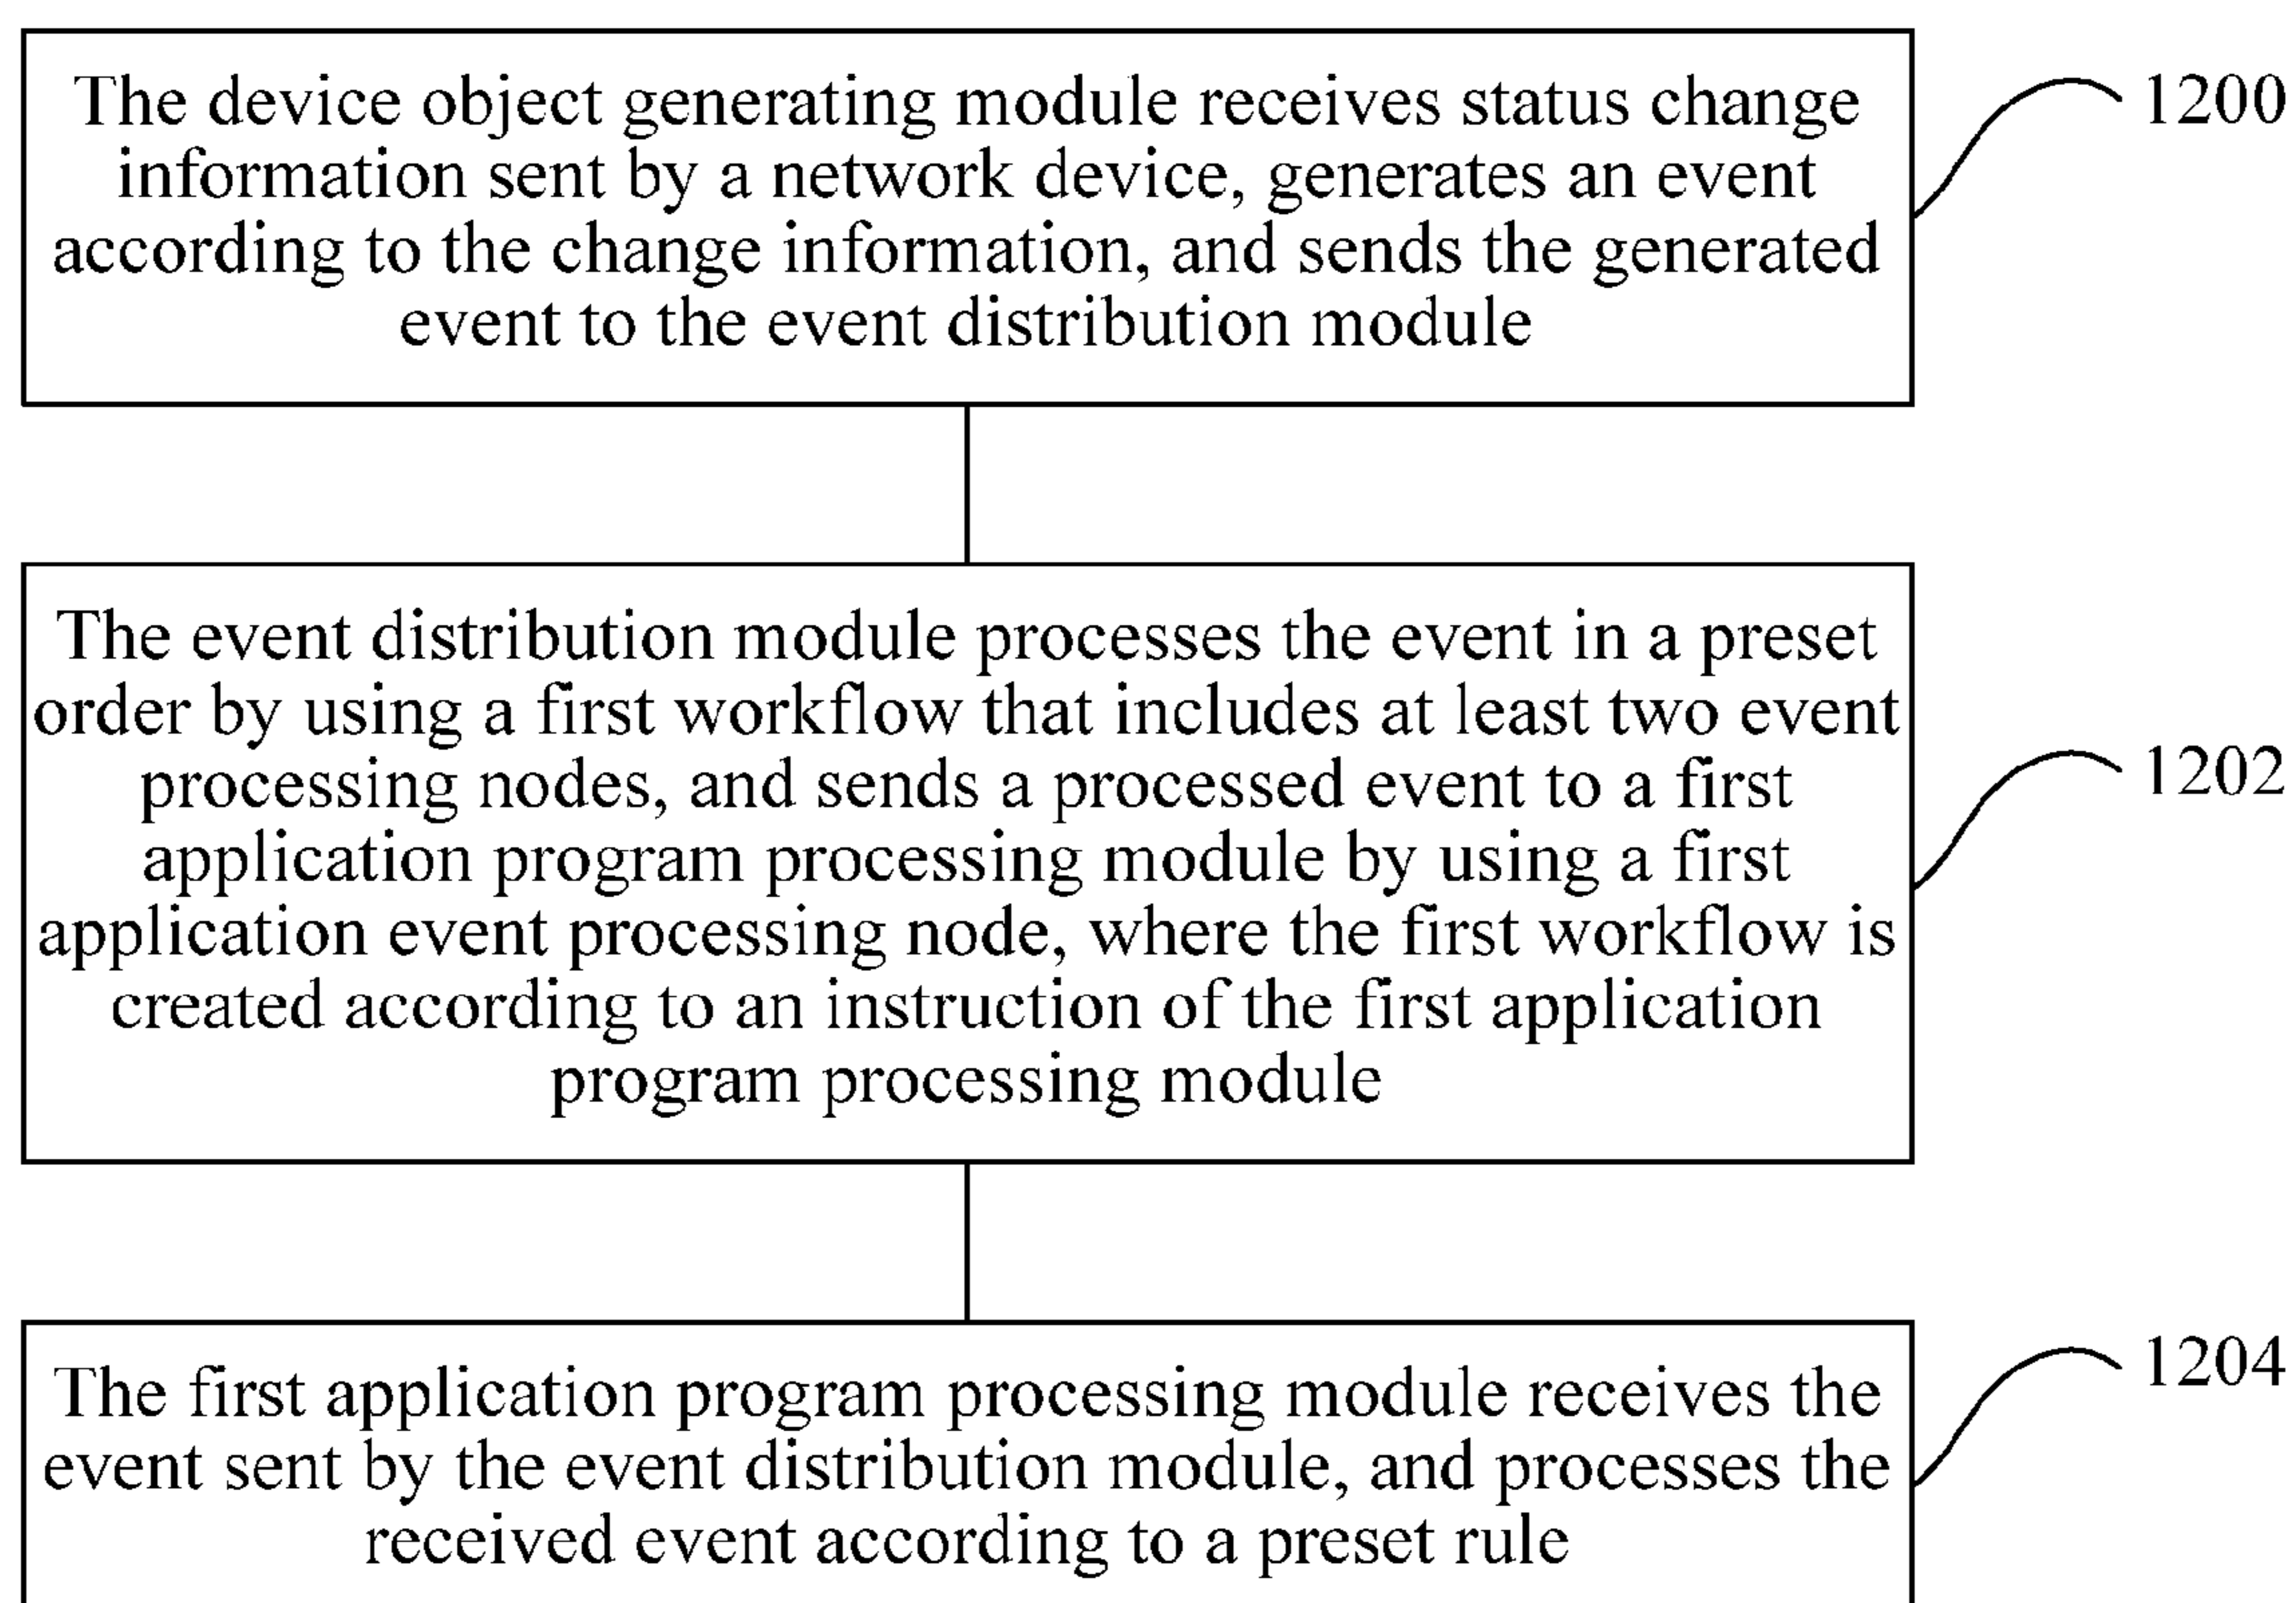 The device object generating module receives status change
information sent by a network device, generates an event
according to the change information, and sends the generated
event to the event distribution module
1200
The event distribution module processes the event in a preset
order by using a first workflow that includes at least two event
processing nodes, and sends a processed event to a first
application program processing module by using a first
application event processing node, where the first workflow is
created according to an instruction of the first application
program processing module
1202
The first application program processing module receives the
event sent by the event distribution module, and processes the
received event according to a preset rule
1204